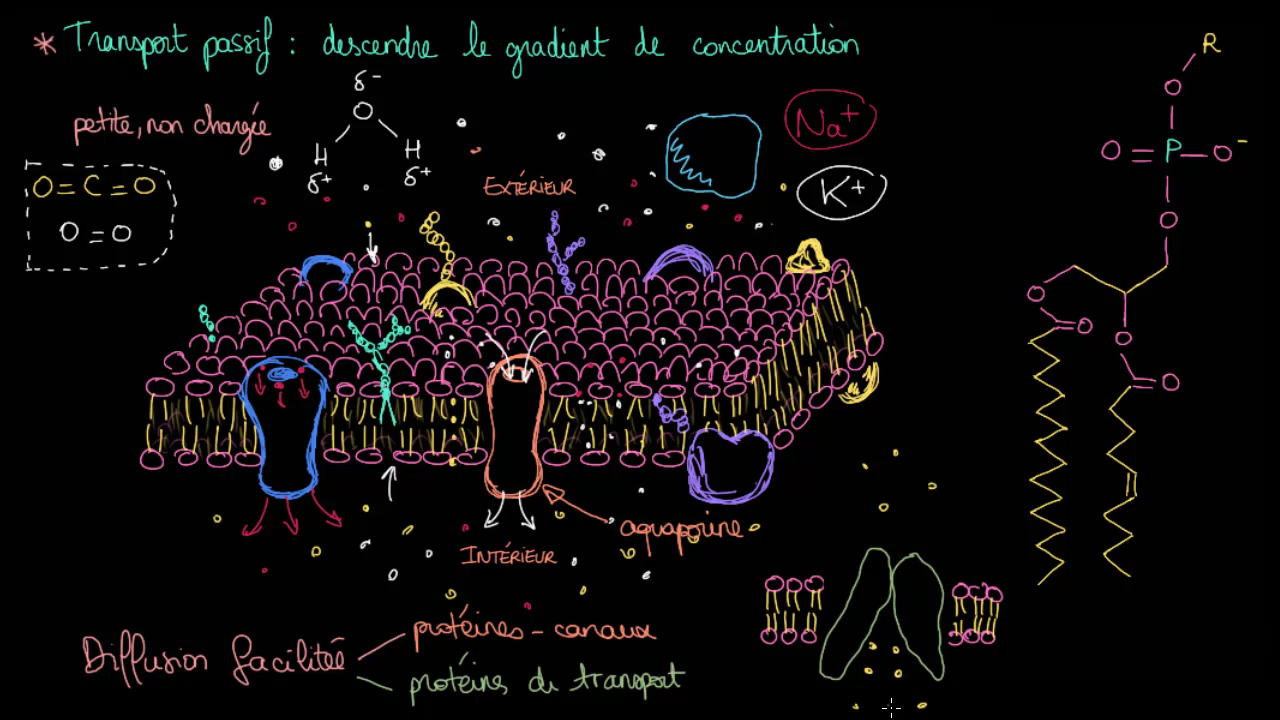 * Transport passif : descendre le gradient de concentration
petite, non chargée
O=C=O
O=O
δ-
O
H H
δ+ δ+
EXTÉRIEUR
Na+
K+
R
O
O=P-O-
O
O
O
O
O
aquaporine
INTÉRIEUR
Diffusion facilitée
protéines-canaux
protéines de transport